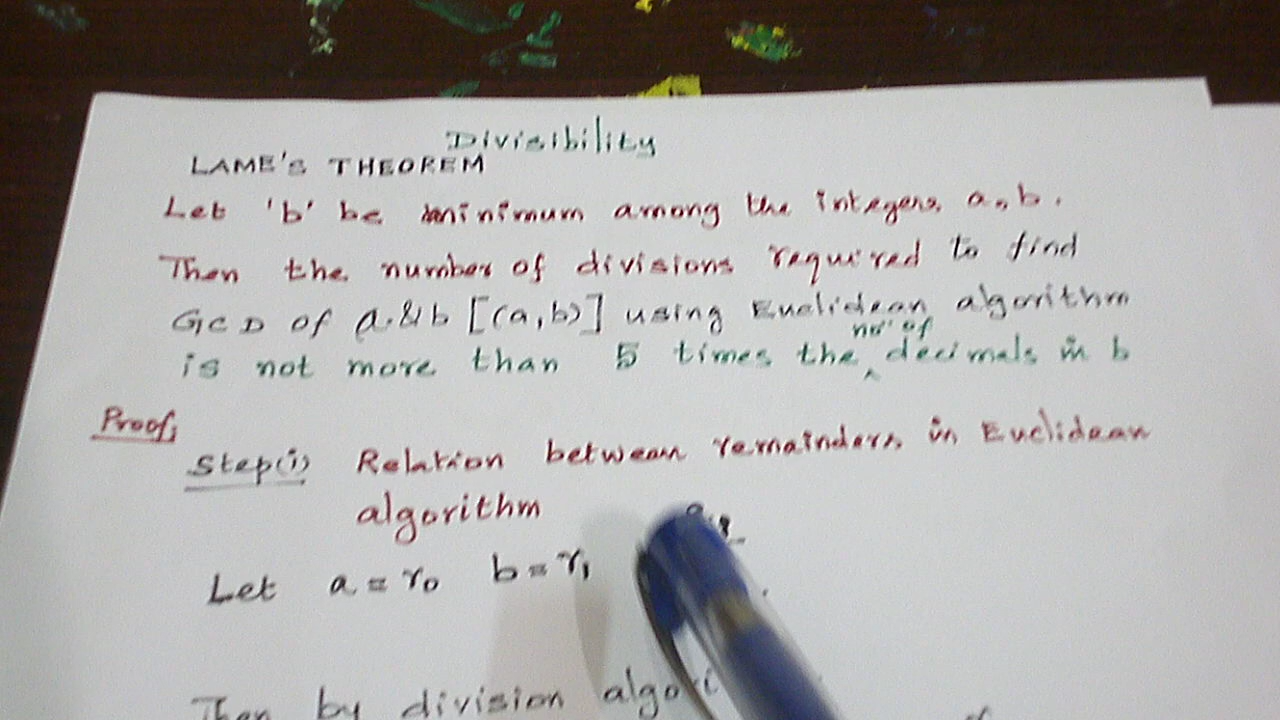 Divisibility
LAME'S THEOREM
Let 'b' be minimum among the integers a, b.
Then the number of divisions required to find
GCD of a & b [(a,b)] using Euclidean algorithm
is not more than 5 times the no of decimals in b
Proof:
Step(i) Relation between remainders in Euclidean
algorithm
Let a = r₀ b = r₁
Then by division